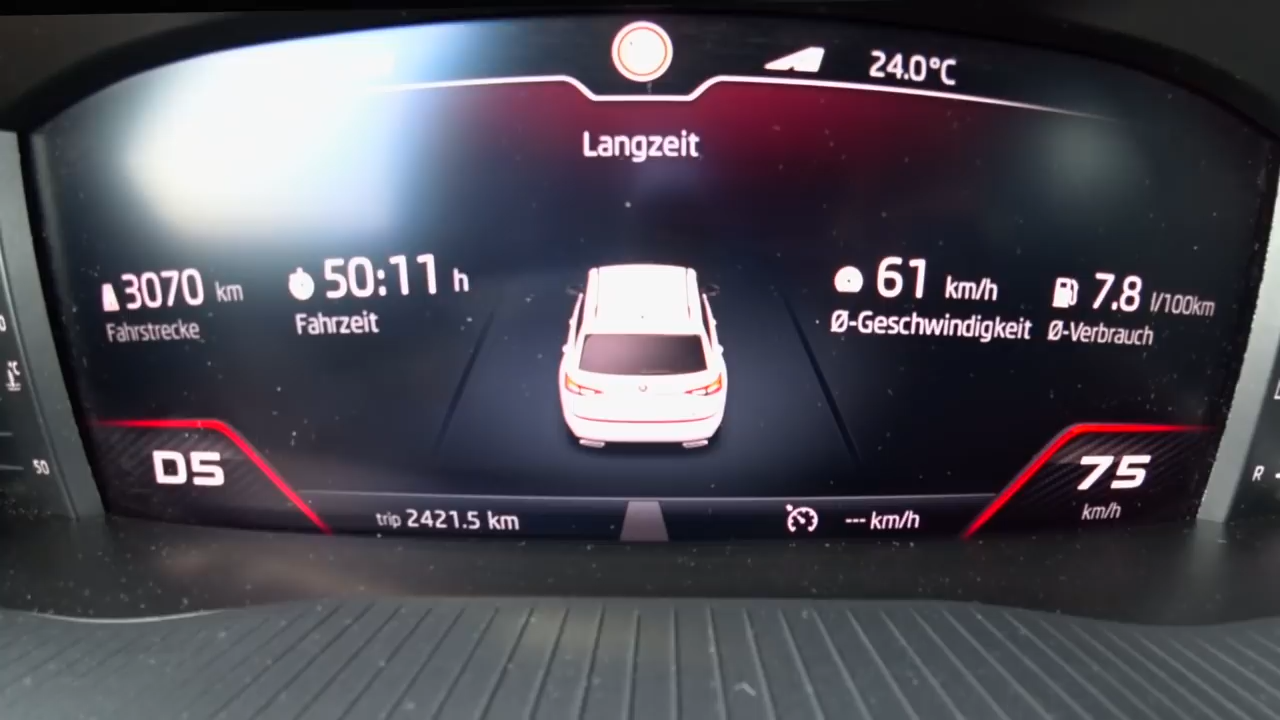 24.0°C
Langzeit
3070 km
Fahrstrecke
50:11 h
Fahrzeit
61 km/h
Ø-Geschwindigkeit
7.8 l/100km
Ø-Verbrauch
°C
50
R
D5
75
km/h
trip 2421.5 km
--- km/h